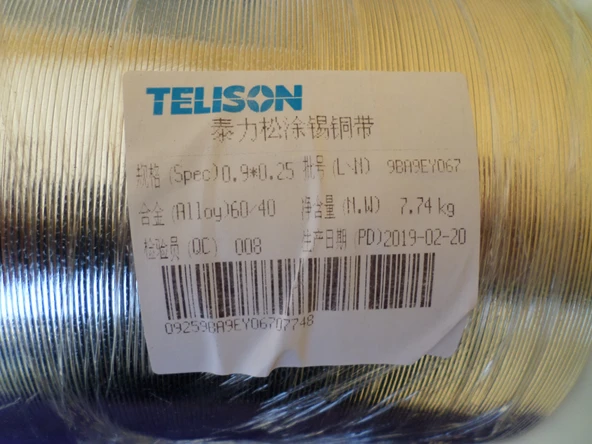 TELISON
泰力松涂锡铜带
规格 (Spec) 0.9*0.25 批号 (L-N) 9BA9EY067
合金 (Alloy) 60/40 净含量 (N.W) 7.74 kg
检验员 (QC) 008 生产日期 (PD) 2019-02-20
09259BA9EY06707748